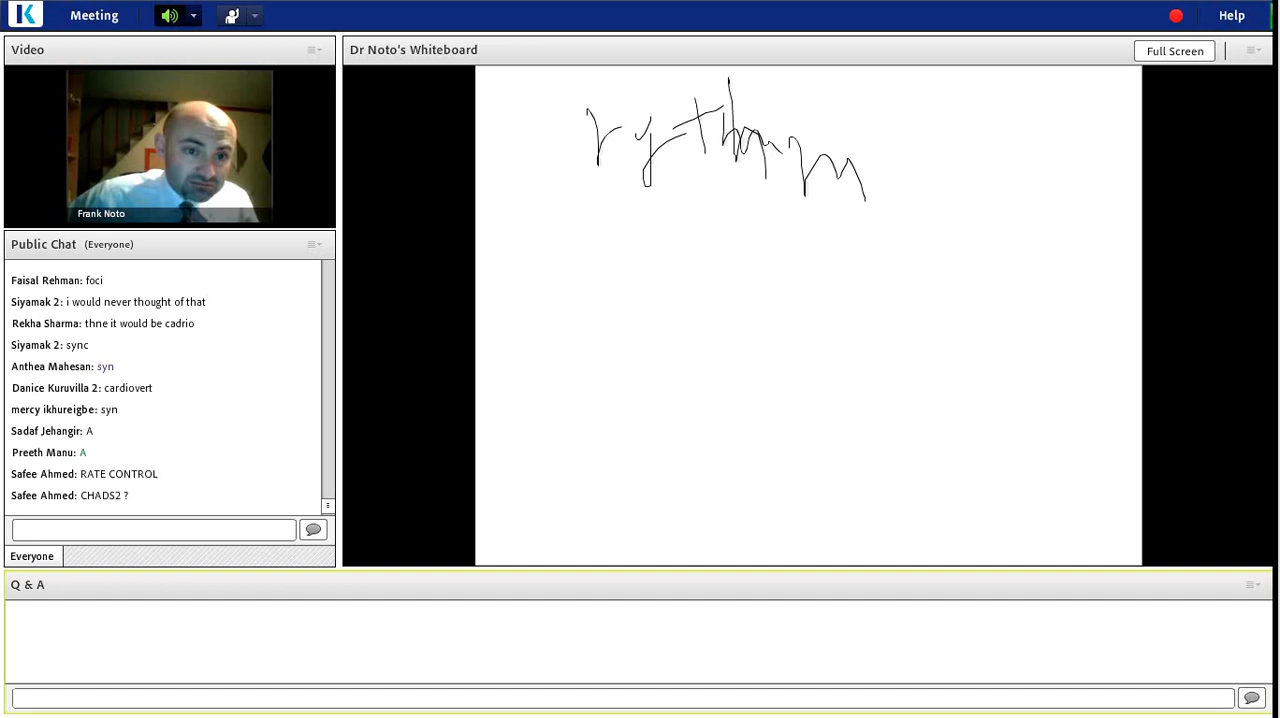 K
Meeting
Help
Video
Dr Noto's Whiteboard
Full Screen
Frank Noto
Public Chat (Everyone)
Faisal Rehman: foci
Siyamak 2: i would never thought of that
Rekha Sharma: thne it would be cadrio
Siyamak 2: sync
Anthea Mahesan: syn
Danice Kuruvilla 2: cardiovert
mercy ikhureigbe: syn
Sadaf Jehangir: A
Preeth Manu: A
Safee Ahmed: RATE CONTROL
Safee Ahmed: CHADS2 ?
Everyone
Q & A